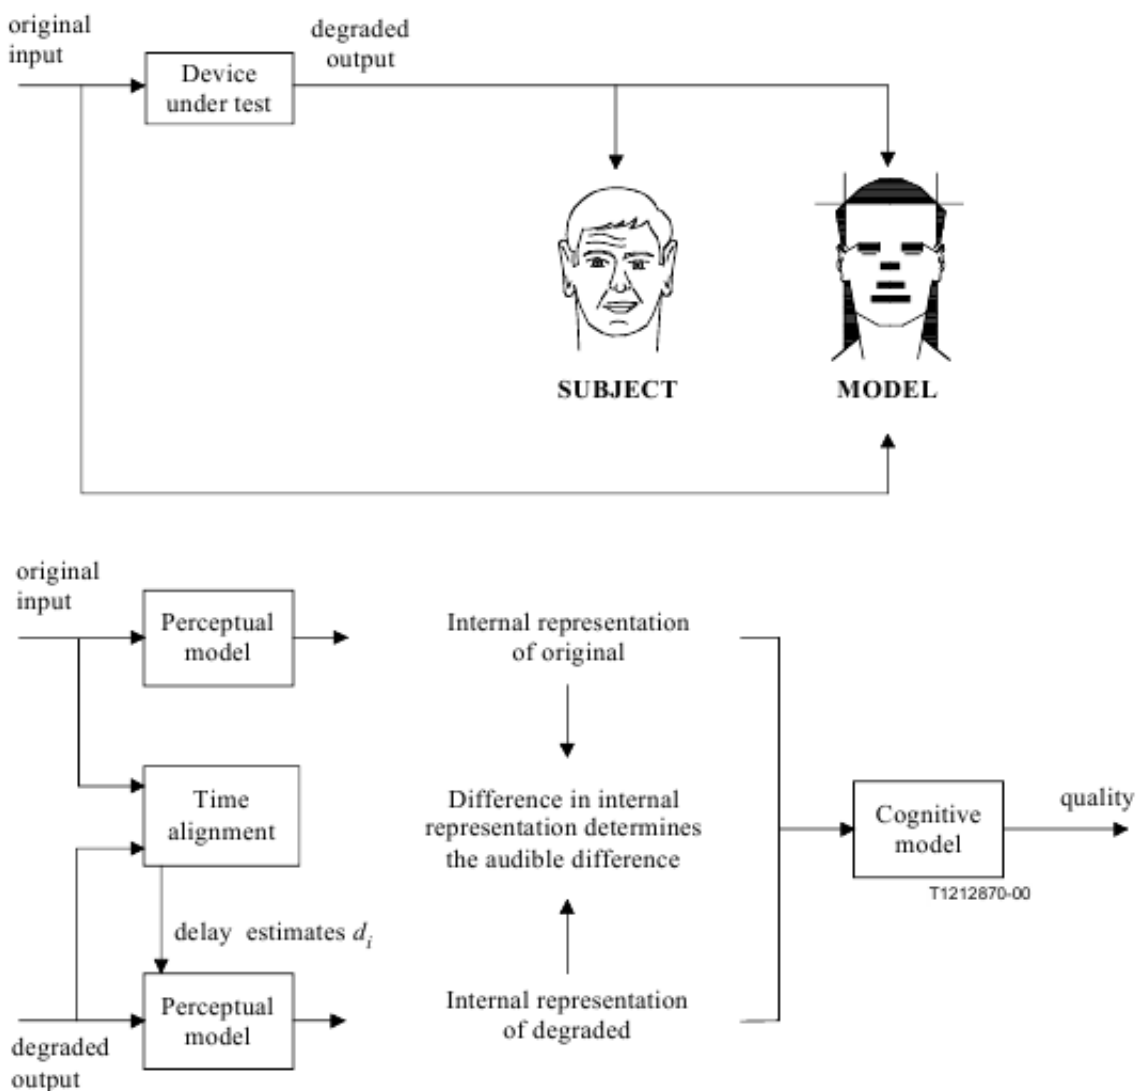 original
input
Device
under test
degraded
output
SUBJECT
MODEL
original
input
Perceptual
model
Internal representation
of original
Time
alignment
Difference in internal
representation determines
the audible difference
Cognitive
model
quality
T1212870-00
delay estimates d_i
Perceptual
model
Internal representation
of degraded
degraded
output